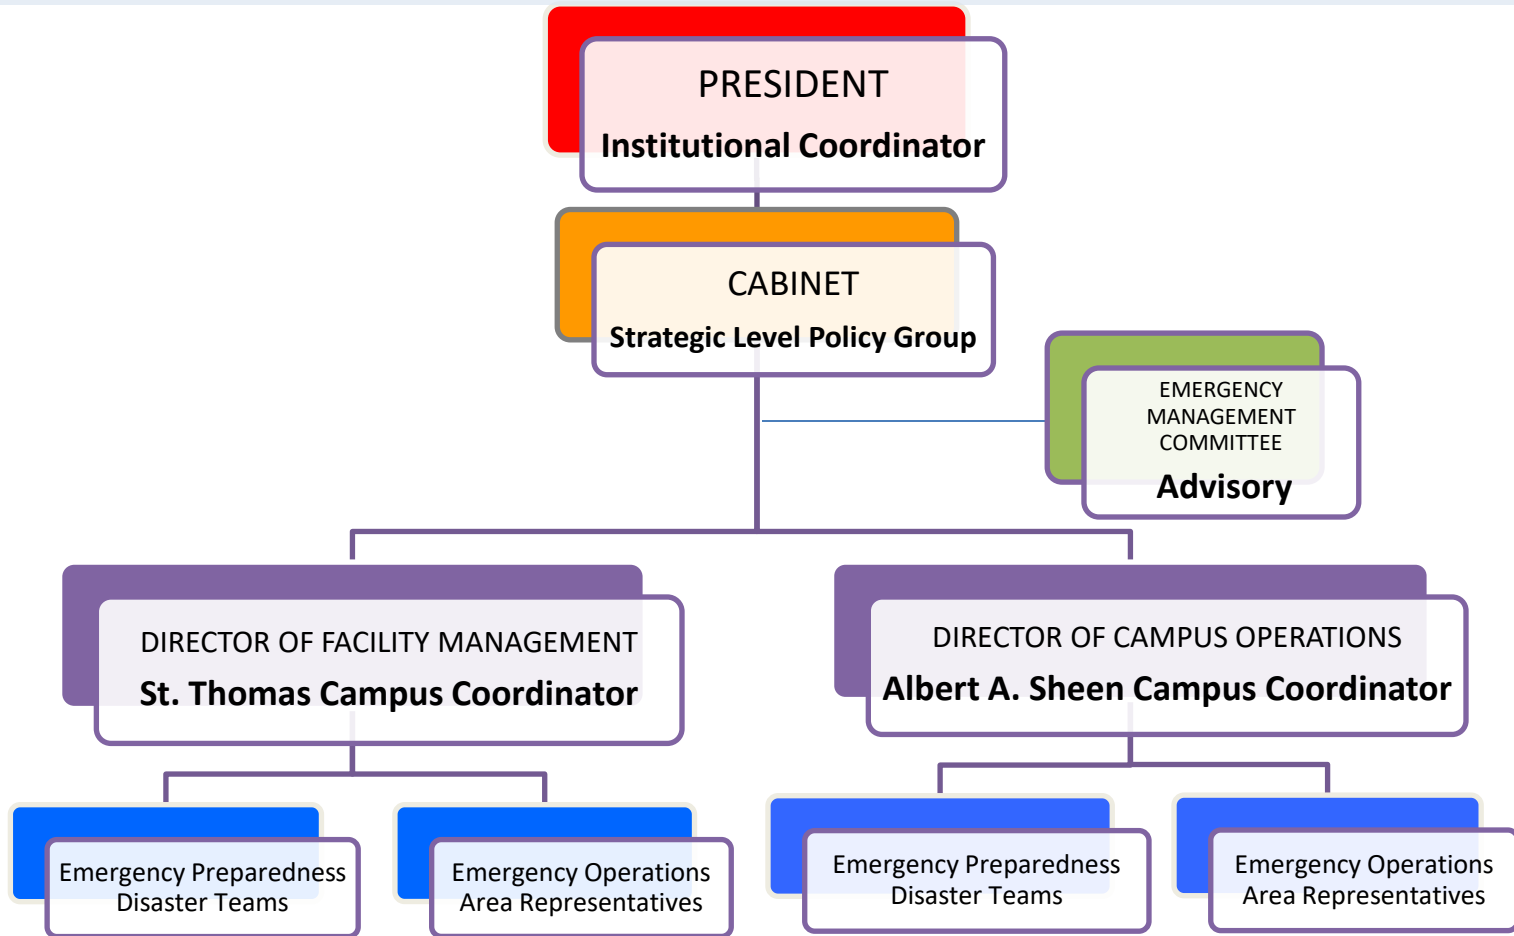 PRESIDENT
Institutional Coordinator
CABINET
Strategic Level Policy Group
EMERGENCY
MANAGEMENT
COMMITTEE
Advisory
DIRECTOR OF FACILITY MANAGEMENT
St. Thomas Campus Coordinator
DIRECTOR OF CAMPUS OPERATIONS
Albert A. Sheen Campus Coordinator
Emergency Preparedness
Disaster Teams
Emergency Operations
Area Representatives
Emergency Preparedness
Disaster Teams
Emergency Operations
Area Representatives